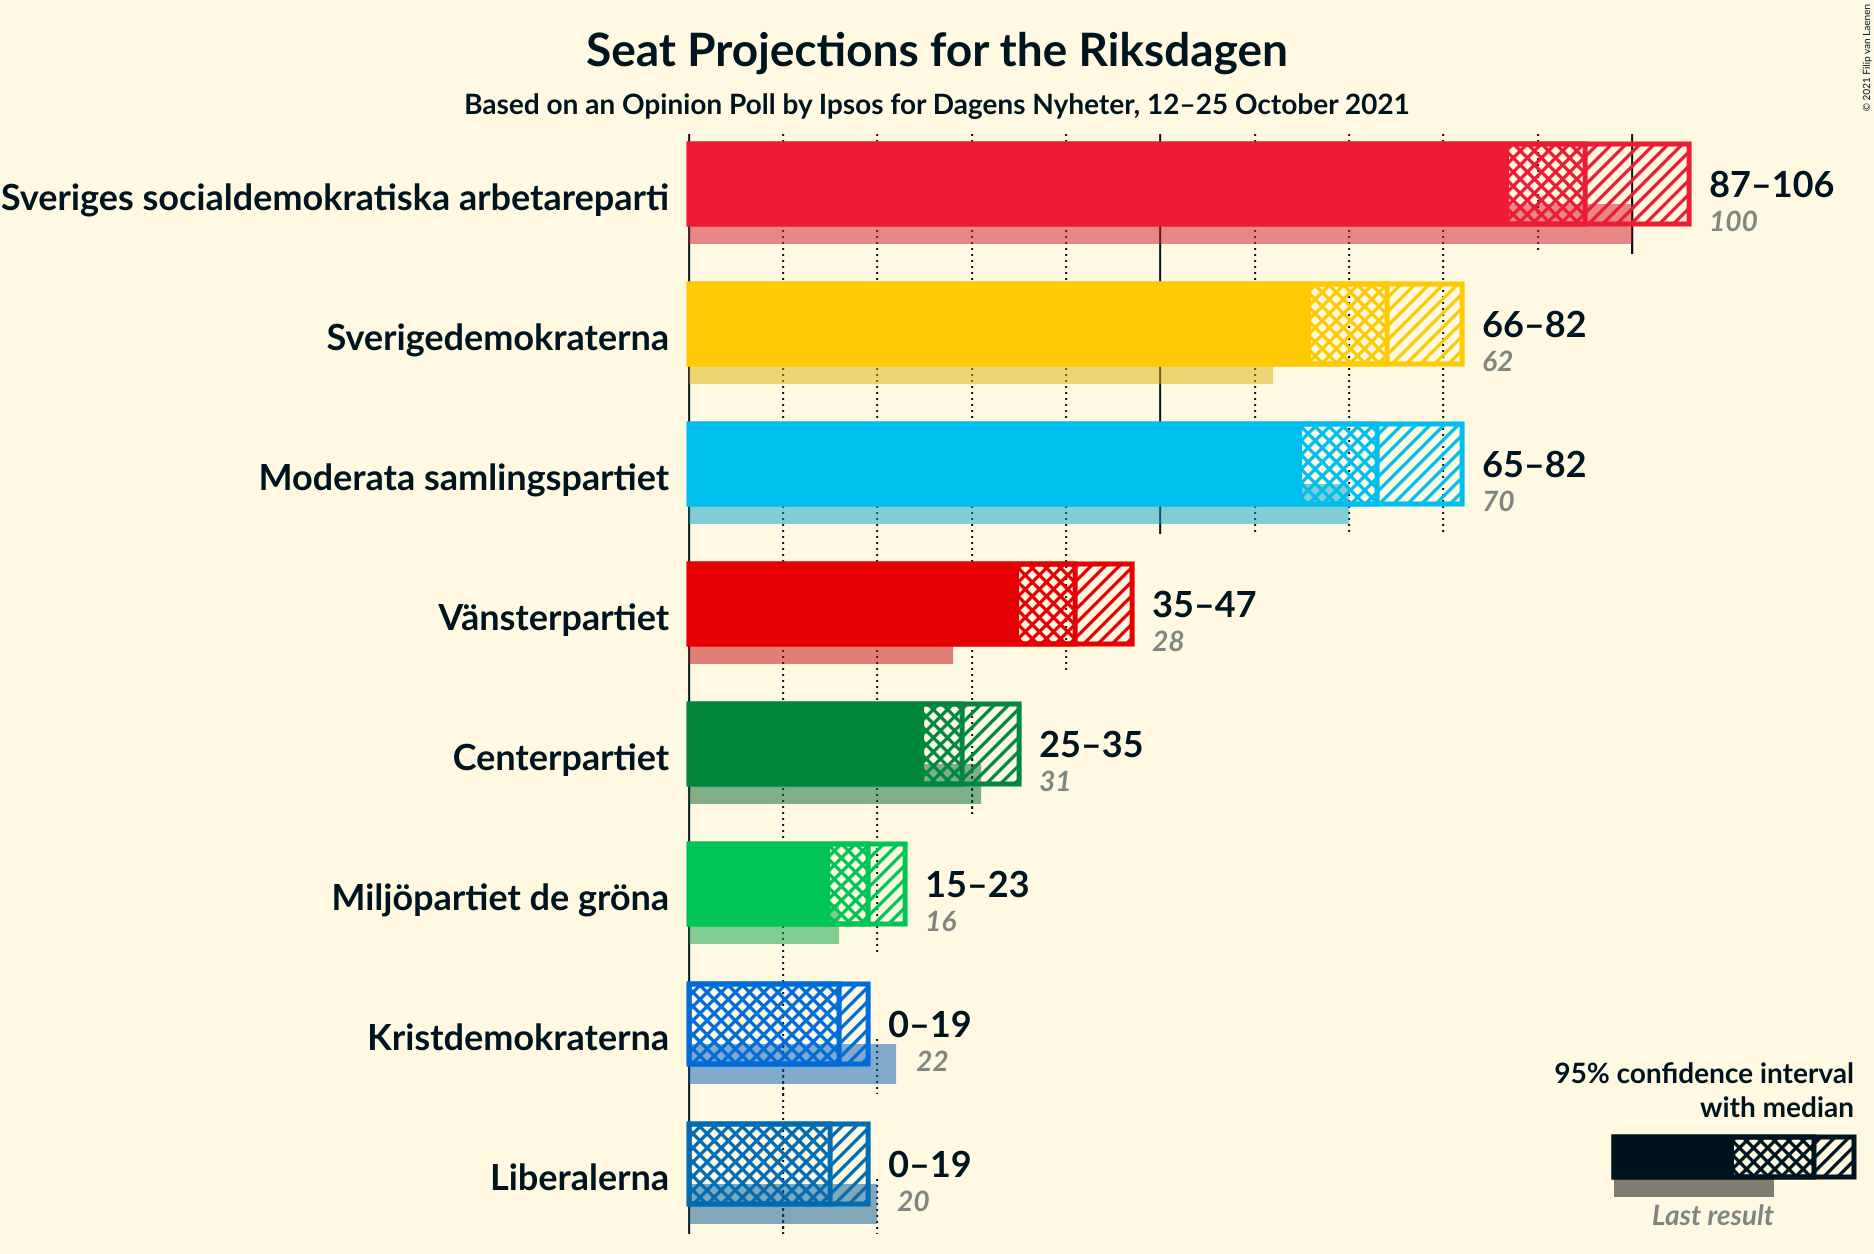 Seat Projections for the Riksdagen
Based on an Opinion Poll by Ipsos for Dagens Nyheter, 12–25 October 2021
© 2021 Filip van Laenen
Sveriges socialdemokratiska arbetareparti
87–106
100
Sverigedemokraterna
66–82
62
Moderata samlingspartiet
65–82
70
Vänsterpartiet
35–47
28
Centerpartiet
25–35
31
Miljöpartiet de gröna
15–23
16
Kristdemokraterna
0–19
22
Liberalerna
0–19
20
95% confidence interval
with median
Last result